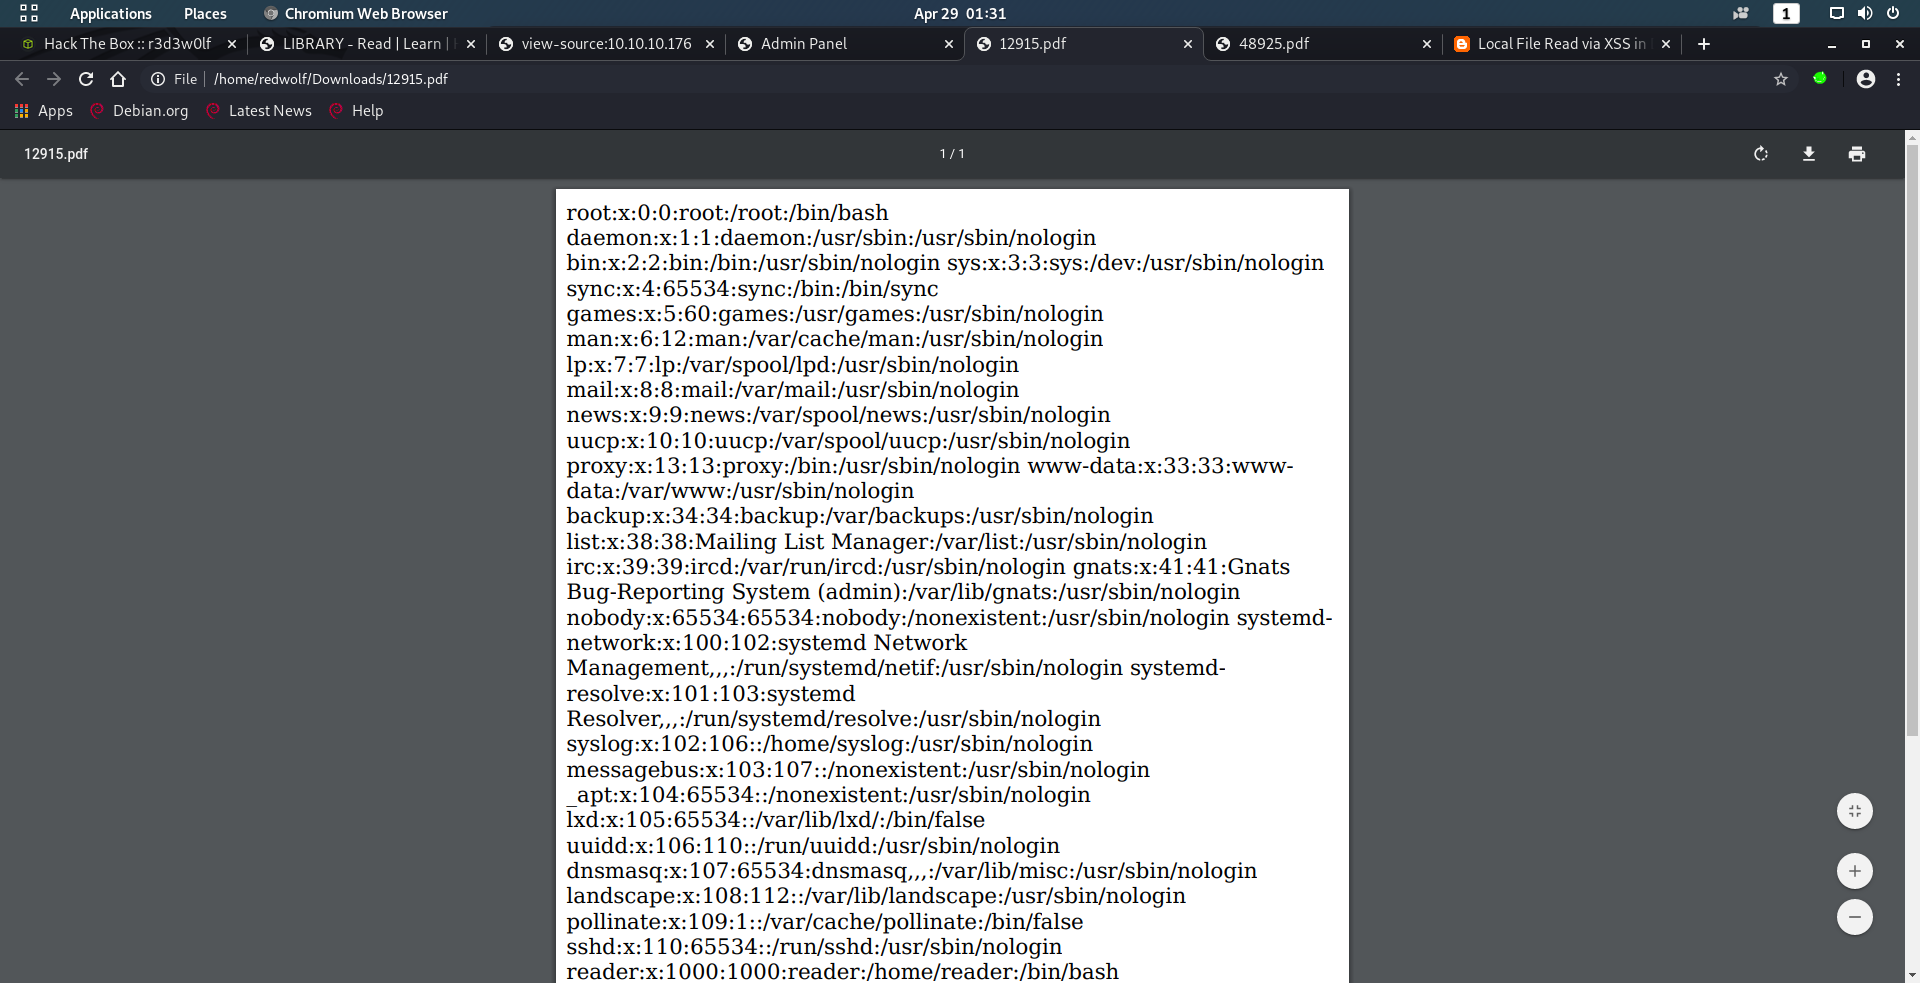 Applications Places Chromium Web Browser Apr 29 01:31 1
Hack The Box :: r3d3w0lf LIBRARY - Read | Learn | view-source:10.10.10.176 Admin Panel 12915.pdf 48925.pdf Local File Read via XSS in
File /home/redwolf/Downloads/12915.pdf
Apps Debian.org Latest News Help
12915.pdf 1 / 1
root:x:0:0:root:/root:/bin/bash
daemon:x:1:1:daemon:/usr/sbin:/usr/sbin/nologin
bin:x:2:2:bin:/bin:/usr/sbin/nologin sys:x:3:3:sys:/dev:/usr/sbin/nologin
sync:x:4:65534:sync:/bin:/bin/sync
games:x:5:60:games:/usr/games:/usr/sbin/nologin
man:x:6:12:man:/var/cache/man:/usr/sbin/nologin
lp:x:7:7:lp:/var/spool/lpd:/usr/sbin/nologin
mail:x:8:8:mail:/var/mail:/usr/sbin/nologin
news:x:9:9:news:/var/spool/news:/usr/sbin/nologin
uucp:x:10:10:uucp:/var/spool/uucp:/usr/sbin/nologin
proxy:x:13:13:proxy:/bin:/usr/sbin/nologin www-data:x:33:33:www-
data:/var/www:/usr/sbin/nologin
backup:x:34:34:backup:/var/backups:/usr/sbin/nologin
list:x:38:38:Mailing List Manager:/var/list:/usr/sbin/nologin
irc:x:39:39:ircd:/var/run/ircd:/usr/sbin/nologin gnats:x:41:41:Gnats
Bug-Reporting System (admin):/var/lib/gnats:/usr/sbin/nologin
nobody:x:65534:65534:nobody:/nonexistent:/usr/sbin/nologin systemd-
network:x:100:102:systemd Network
Management,,,:/run/systemd/netif:/usr/sbin/nologin systemd-
resolve:x:101:103:systemd
Resolver,,,:/run/systemd/resolve:/usr/sbin/nologin
syslog:x:102:106::/home/syslog:/usr/sbin/nologin
messagebus:x:103:107::/nonexistent:/usr/sbin/nologin
_apt:x:104:65534::/nonexistent:/usr/sbin/nologin
lxd:x:105:65534::/var/lib/lxd/:/bin/false
uuidd:x:106:110::/run/uuidd:/usr/sbin/nologin
dnsmasq:x:107:65534:dnsmasq,,,:/var/lib/misc:/usr/sbin/nologin
landscape:x:108:112::/var/lib/landscape:/usr/sbin/nologin
pollinate:x:109:1::/var/cache/pollinate:/bin/false
sshd:x:110:65534::/run/sshd:/usr/sbin/nologin
reader:x:1000:1000:reader:/home/reader:/bin/bash